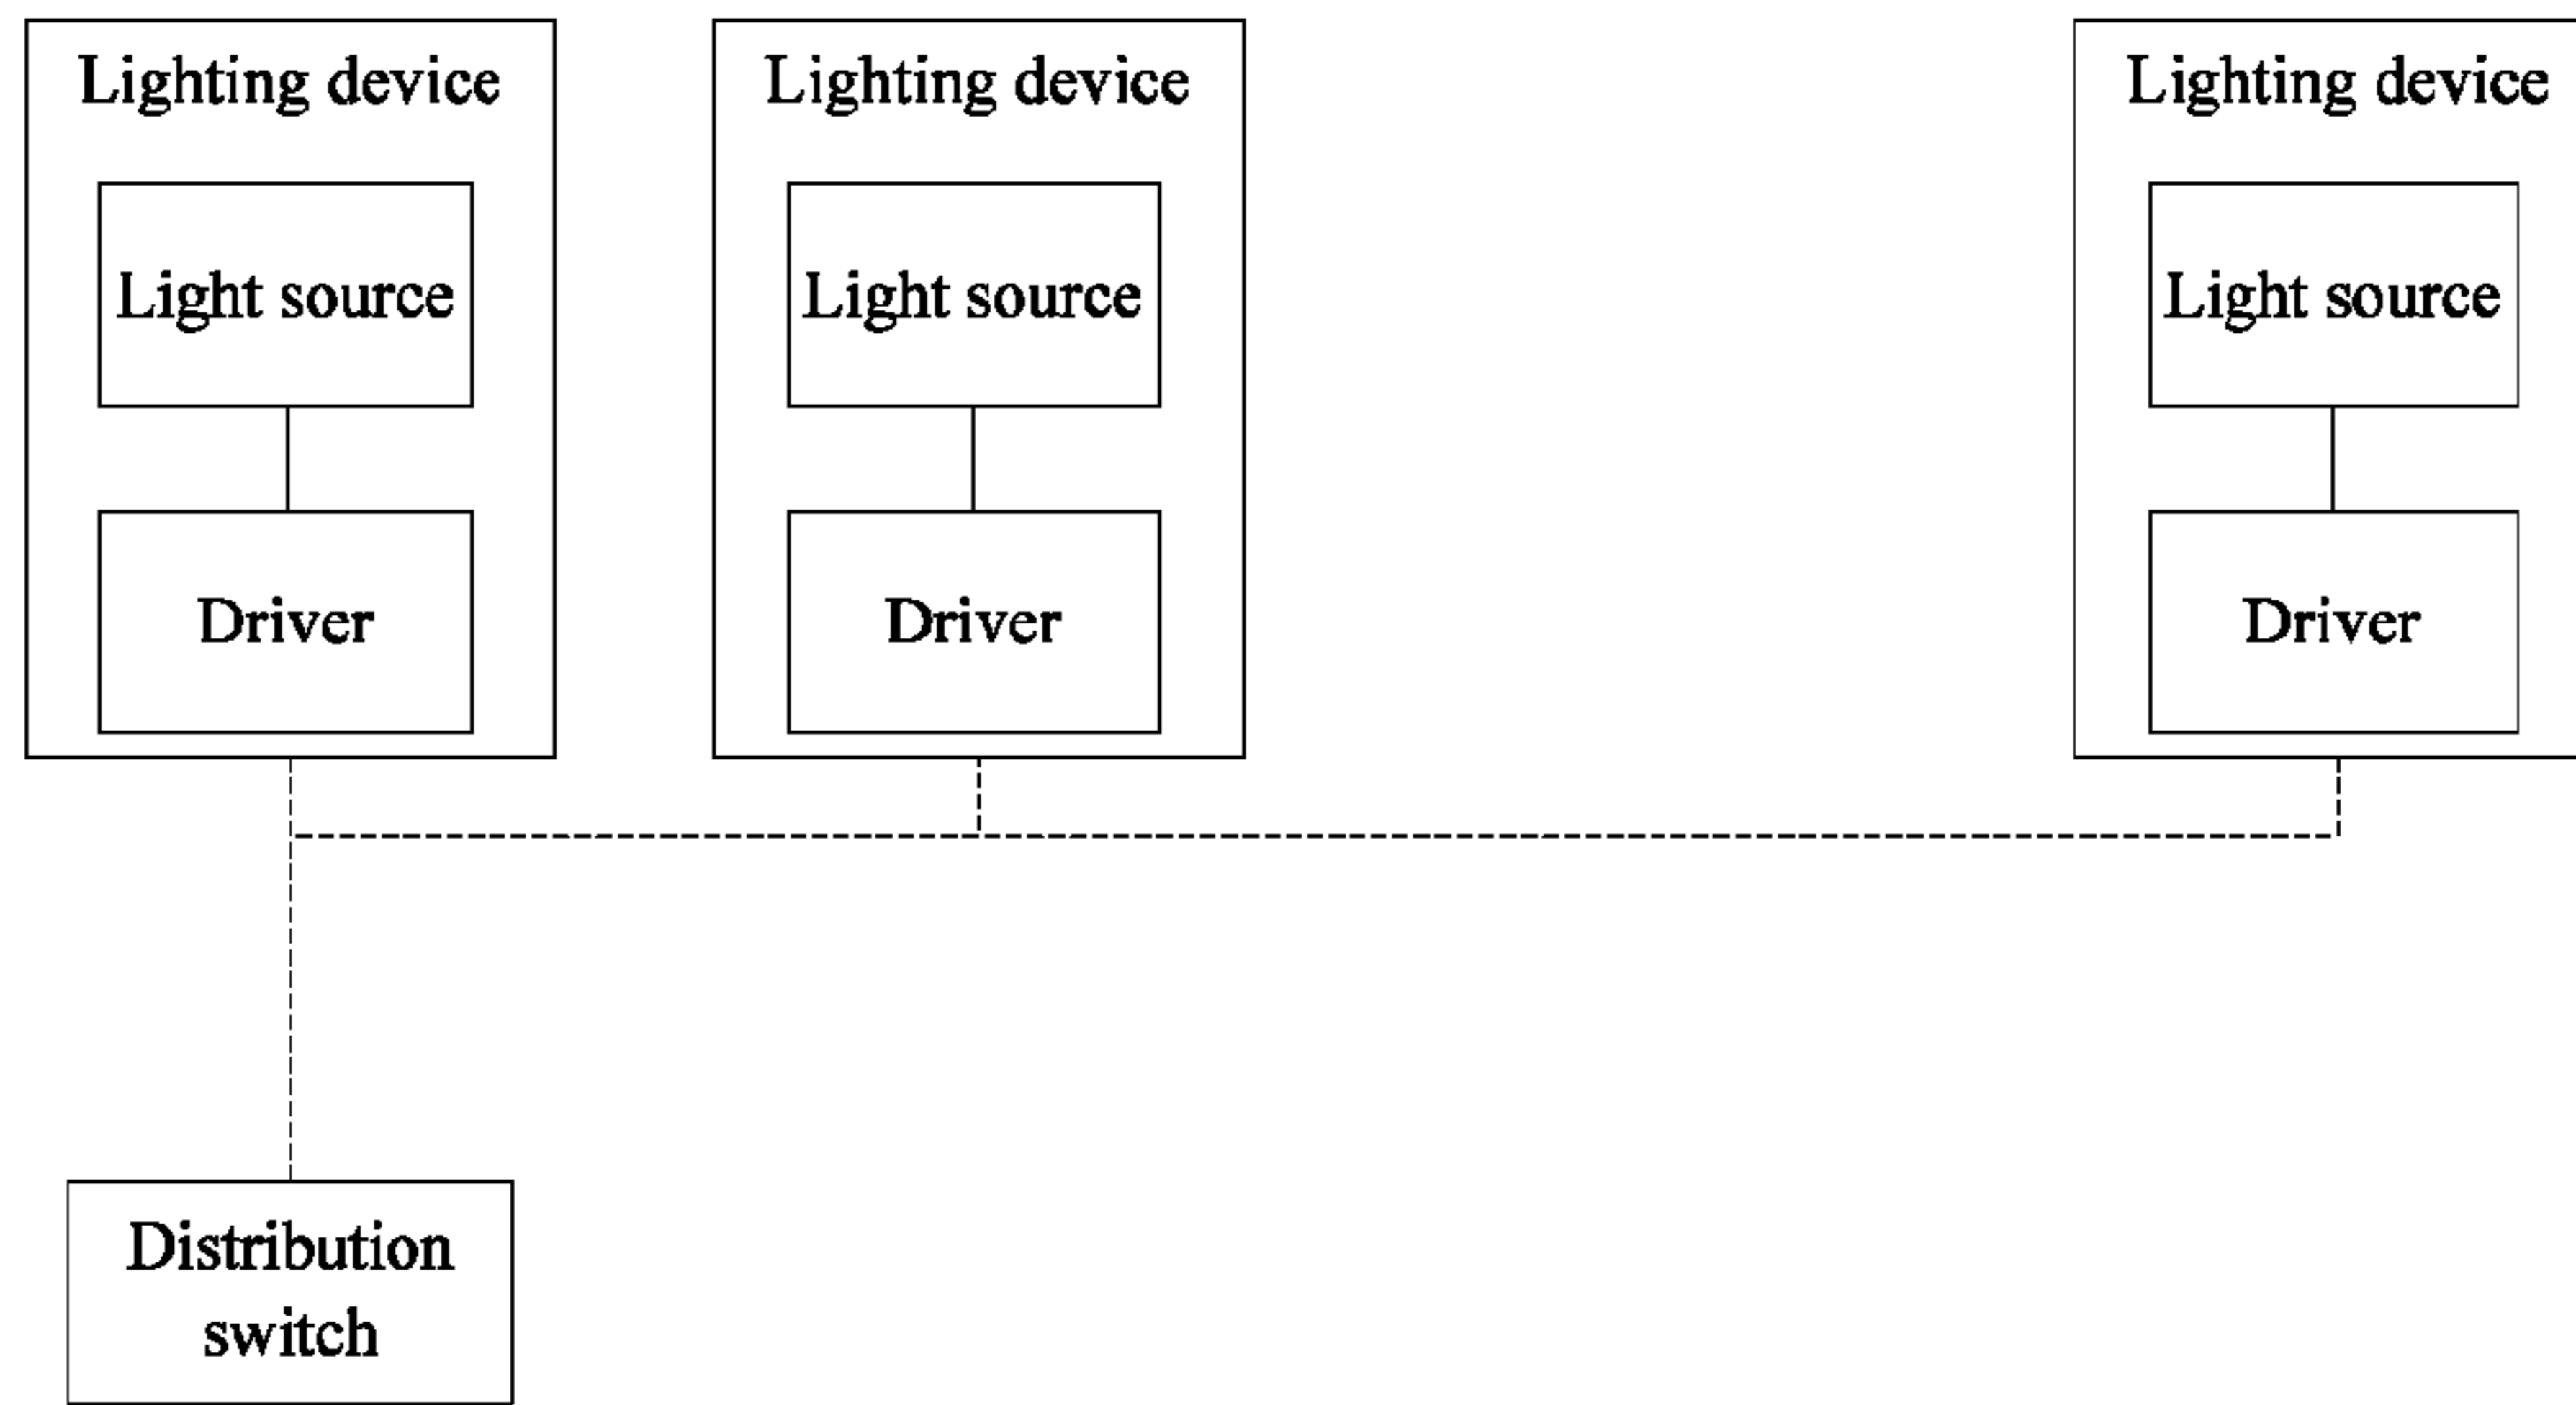 Lighting device
Light source
Driver
Lighting device
Light source
Driver
Lighting device
Light source
Driver
Distribution
switch